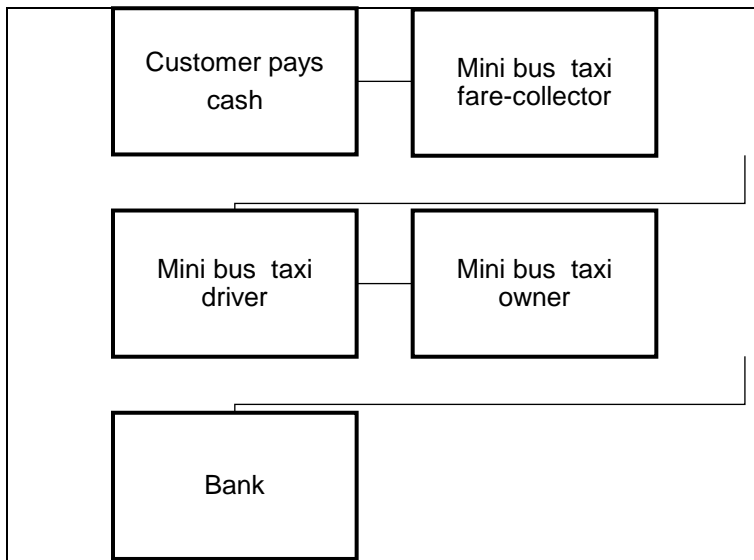 Customer pays
cash
Mini bus  taxi
fare-collector
Mini bus  taxi
driver
Mini bus  taxi
owner
Bank